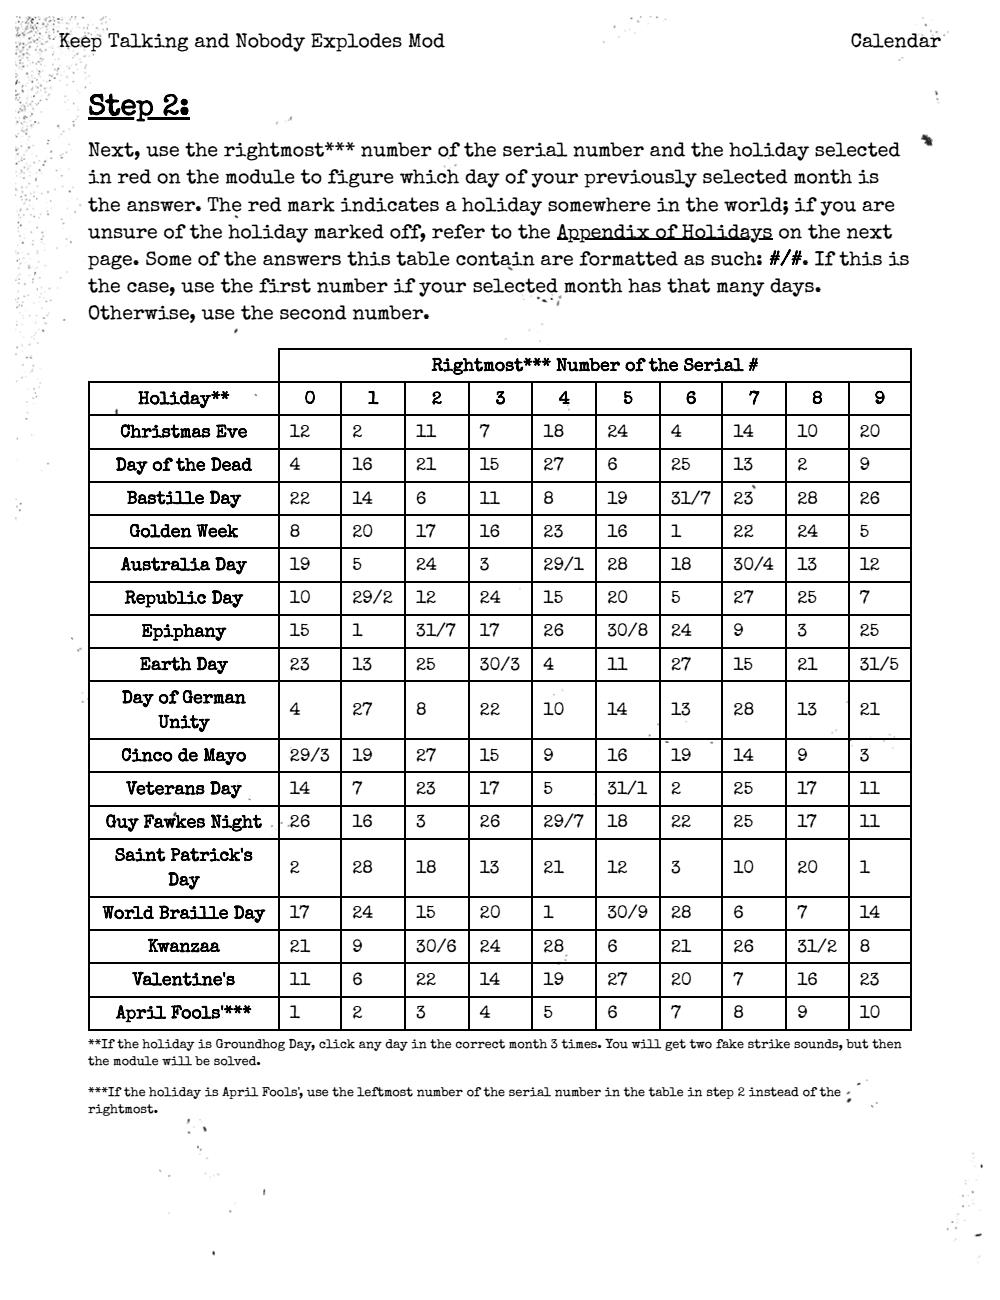 Keep Talking and Nobody Explodes Mod Calendar
Step 2:
Next, use the rightmost*** number of the serial number and the holiday selected
in red on the module to figure which day of your previously selected month is
the answer. The red mark indicates a holiday somewhere in the world; if you are
unsure of the holiday marked off, refer to the Appendix of Holidays on the next
page. Some of the answers this table contain are formatted as such: #/#. If this is
the case, use the first number if your selected month has that many days.
Otherwise, use the second number.
Rightmost*** Number of the Serial #
Holiday** 0 1 2 3 4 5 6 7 8 9
Christmas Eve 12 2 11 7 18 24 4 14 10 20
Day of the Dead 4 16 21 15 27 6 25 13 2 9
Bastille Day 22 14 6 11 8 19 31/7 23 28 26
Golden Week 8 20 17 16 23 16 1 22 24 5
Australia Day 19 5 24 3 29/1 28 18 30/4 13 12
Republic Day 10 29/2 12 24 15 20 5 27 25 7
Epiphany 15 1 31/7 17 26 30/8 24 9 3 25
Earth Day 23 13 25 30/3 4 11 27 15 21 31/5
Day of German
Unity 4 27 8 22 10 14 13 28 13 21
Cinco de Mayo 29/3 19 27 15 9 16 19 14 9 3
Veterans Day 14 7 23 17 5 31/1 2 25 17 11
Guy Fawkes Night 26 16 3 26 29/7 18 22 25 17 11
Saint Patrick's
Day 2 28 18 13 21 12 3 10 20 1
World Braille Day 17 24 15 20 1 30/9 28 6 7 14
Kwanzaa 21 9 30/6 24 28 6 21 26 31/2 8
Valentine's 11 6 22 14 19 27 20 7 16 23
April Fools'*** 1 2 3 4 5 6 7 8 9 10
**If the holiday is Groundhog Day, click any day in the correct month 3 times. You will get two fake strike sounds, but then
the module will be solved.
***If the holiday is April Fools', use the leftmost number of the serial number in the table in step 2 instead of the
rightmost.